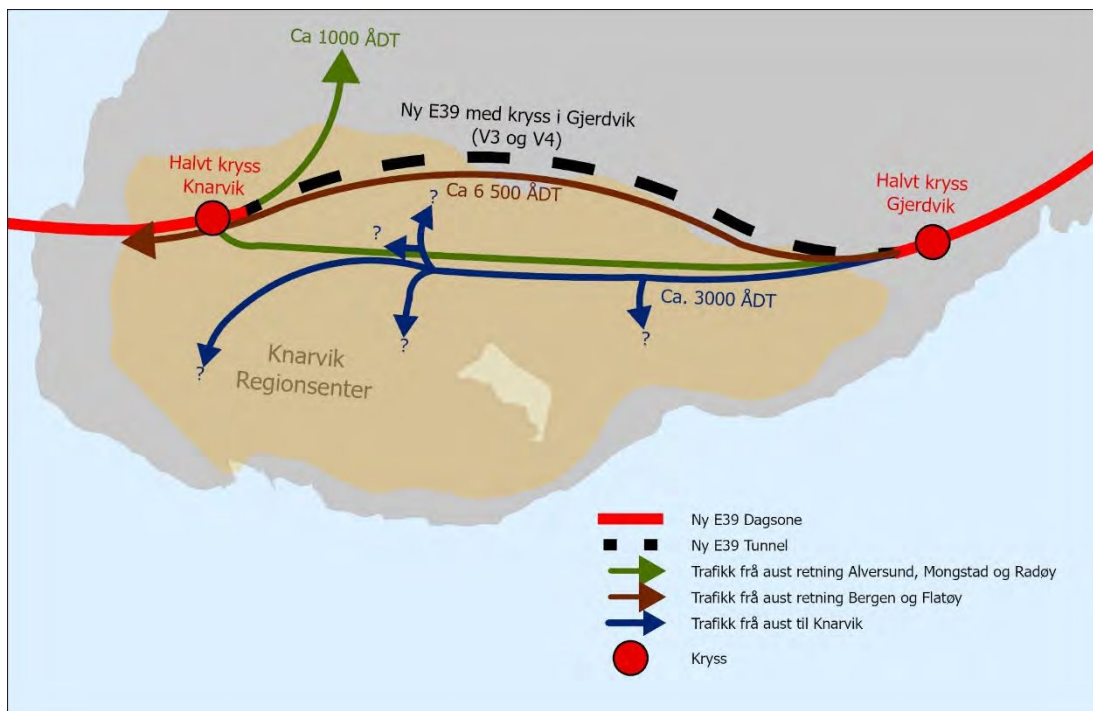 Ca 1000 ÅDT
Ny E39 med kryss i Gjerdvik
(V3 og V4)
Halvt kryss
Knarvik
Halvt kryss
Gjerdvik
Ca 6 500 ÅDT
?
?
Ca. 3000 ÅDT
?
?
?
Knarvik
Regionsenter
Ny E39 Dagsone
Ny E39 Tunnel
Trafikk frå aust retning Alversund, Mongstad og Radøy
Trafikk frå aust retning Bergen og Flatøy
Trafikk frå aust til Knarvik
Kryss